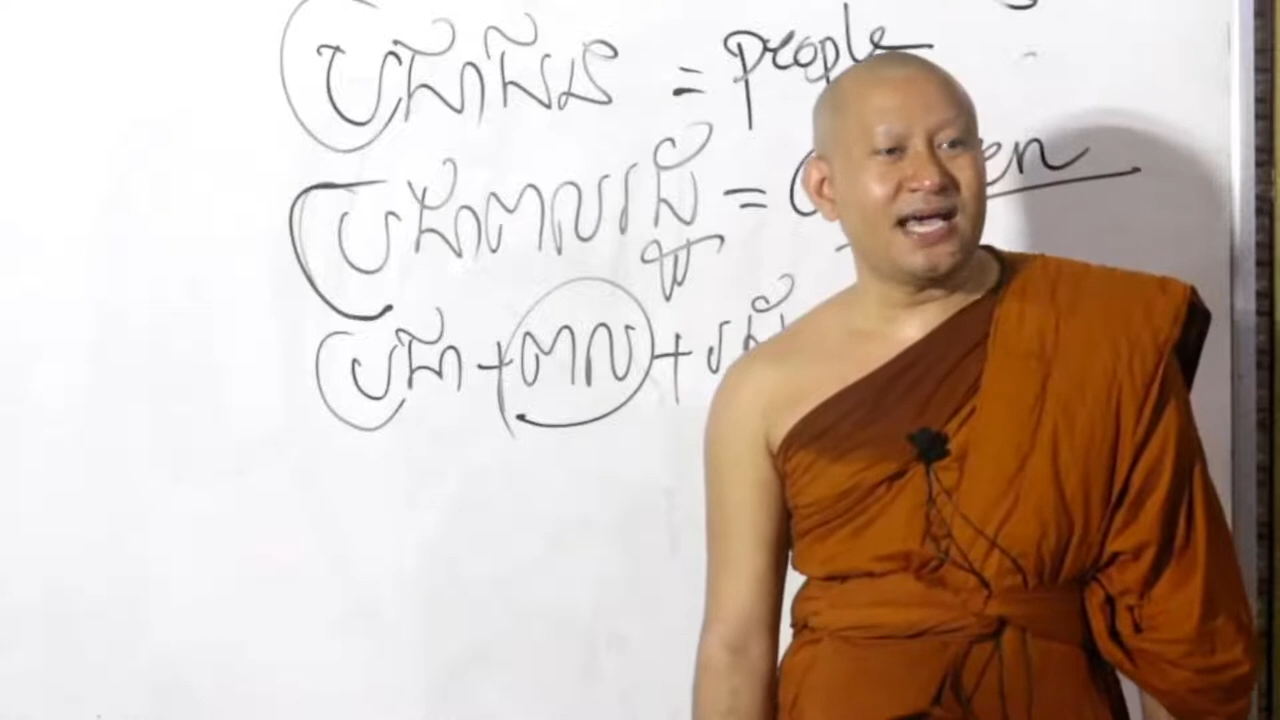 ប្រជាជន = people
ប្រជាពលរដ្ឋ =
ប្រជា + ពល +